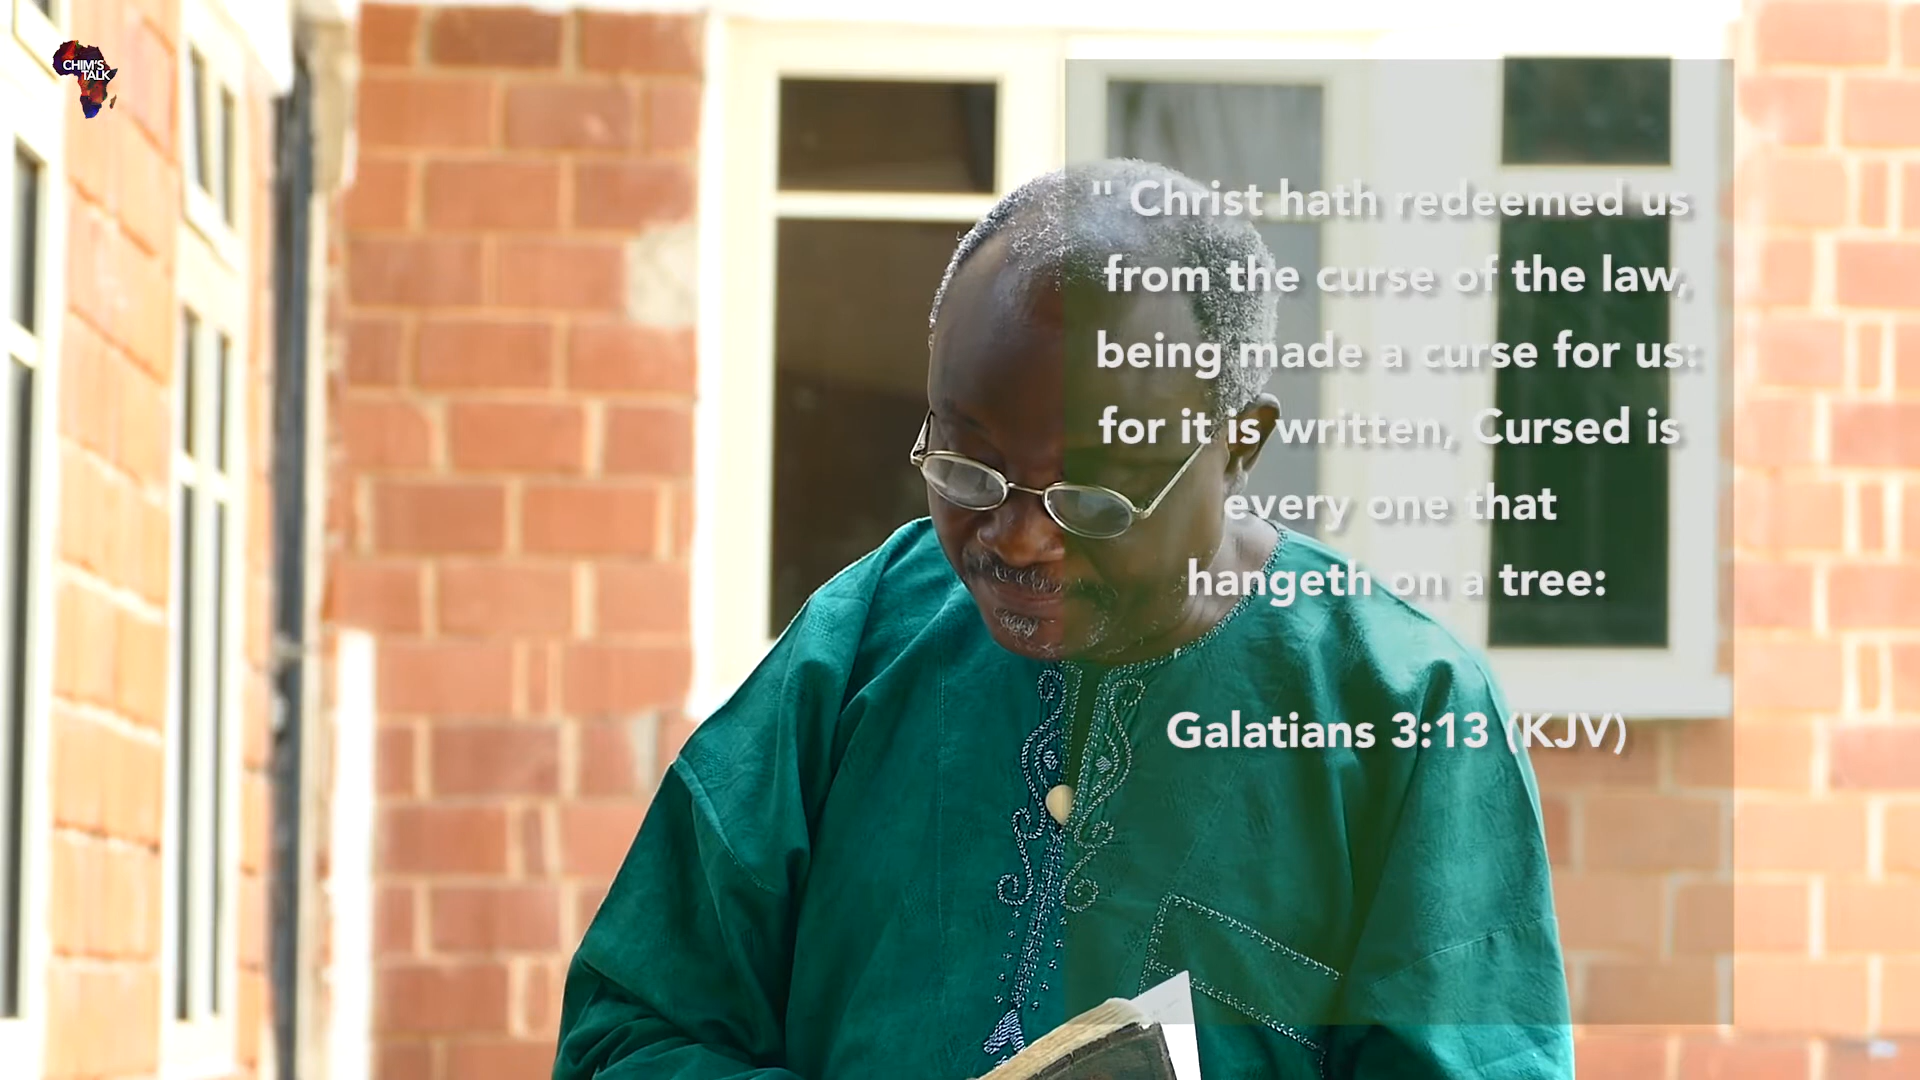 CHIM'S
TALK
" Christ hath redeemed us
from the curse of the law,
being made a curse for us:
for it is written, Cursed is
every one that
hangeth on a tree:
Galatians 3:13 (KJV)